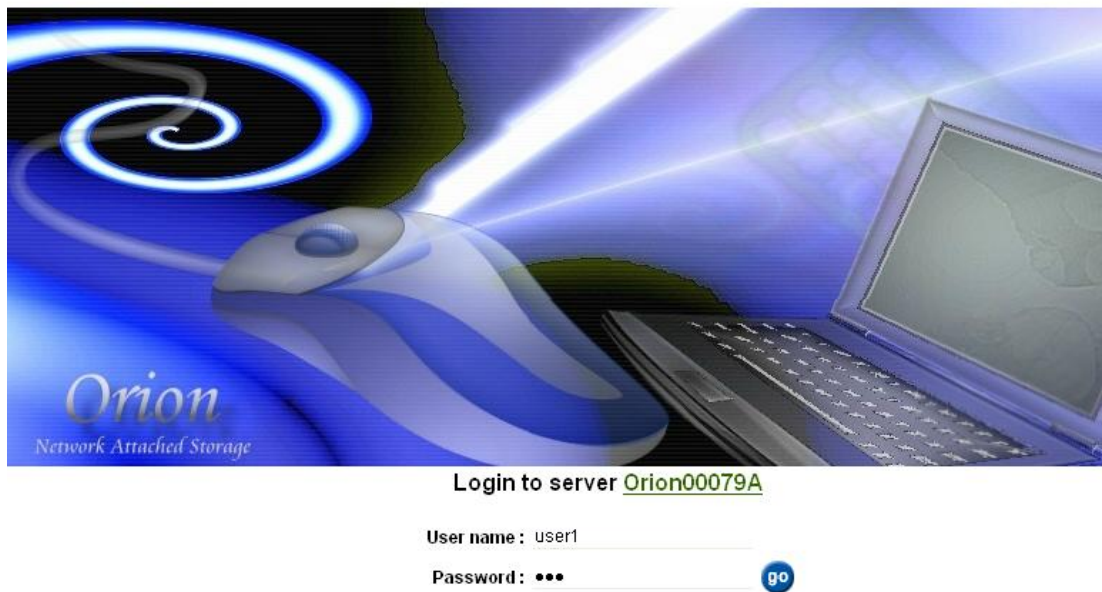 Orion
Network Attached Storage
Login to server Orion00079A
User name : user1
Password : •••
go